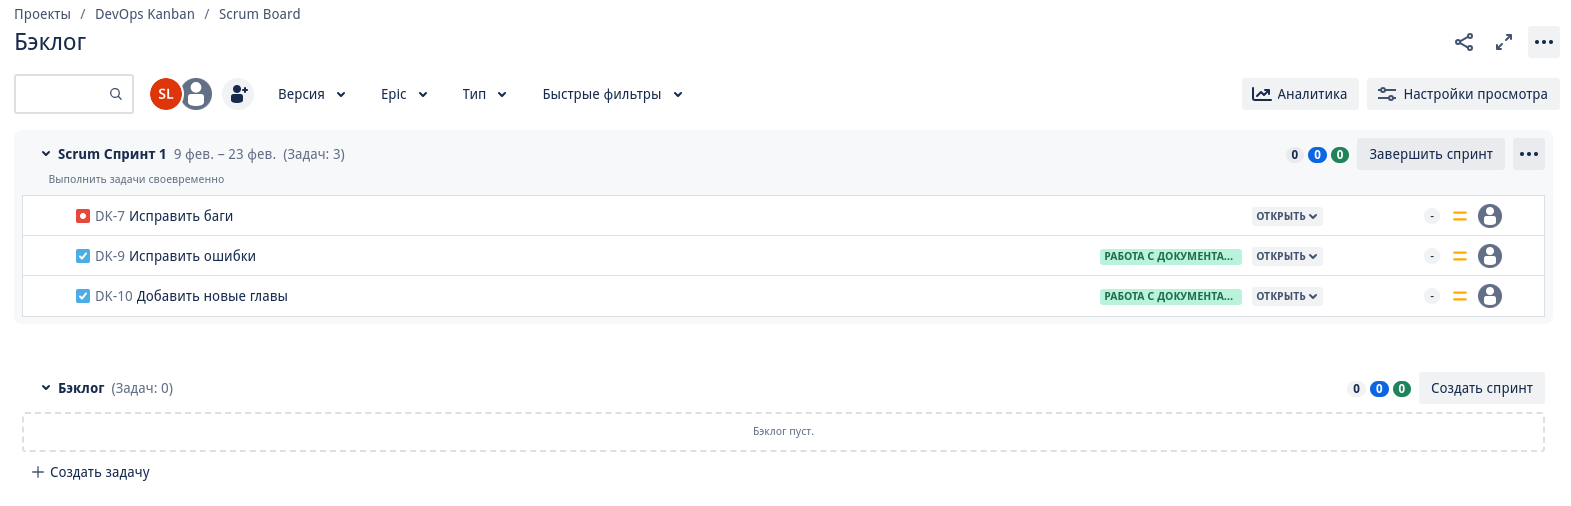 Проекты / DevOps Kanban / Scrum Board
Бэклог
SL Версия Epic Тип Быстрые фильтры Аналитика Настройки просмотра
Scrum Спринт 1 9 фев. – 23 фев. (Задач: 3) 0 0 0 Завершить спринт
Выполнить задачи своевременно
DK-7 Исправить баги ОТКРЫТЬ -
DK-9 Исправить ошибки РАБОТА С ДОКУМЕНТА... ОТКРЫТЬ -
DK-10 Добавить новые главы РАБОТА С ДОКУМЕНТА... ОТКРЫТЬ -
Бэклог (Задач: 0) 0 0 0 Создать спринт
Бэклог пуст.
+ Создать задачу